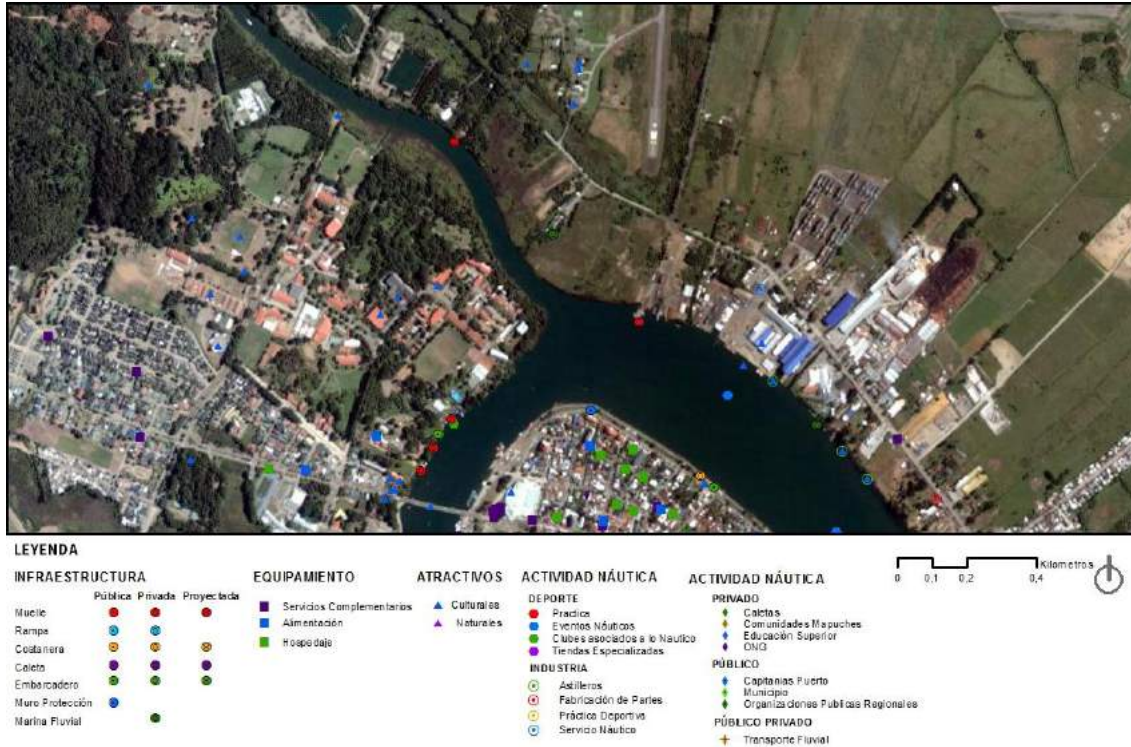 LEYENDA
INFRAESTRUCTURA
Pública Privada Proyectada
Muelle
Rampa
Costanera
Caleta
Embarcadero
Muro Protección
Marina Fluvial
EQUIPAMIENTO
Servicios Complementarios
Alimentación
Hospedaje
ATRACTIVOS
Culturales
Naturales
ACTIVIDAD NÁUTICA
DEPORTE
Practica
Eventos Náuticos
Clubes asociados a lo Nautico
Tiendas Especializadas
INDUSTRIA
Astilleros
Fabricación de Partes
Práctica Deportiva
Servicio Náutico
ACTIVIDAD NÁUTICA
PRIVADO
Caletas
Comunidades Mapuches
Educación Superior
ONG
PÚBLICO
Capitanias Puerto
Municipio
Organizaciones Publicas Regionales
PÚBLICO PRIVADO
Transporte Fluvial
Kilometros
0 0,1 0,2 0,4